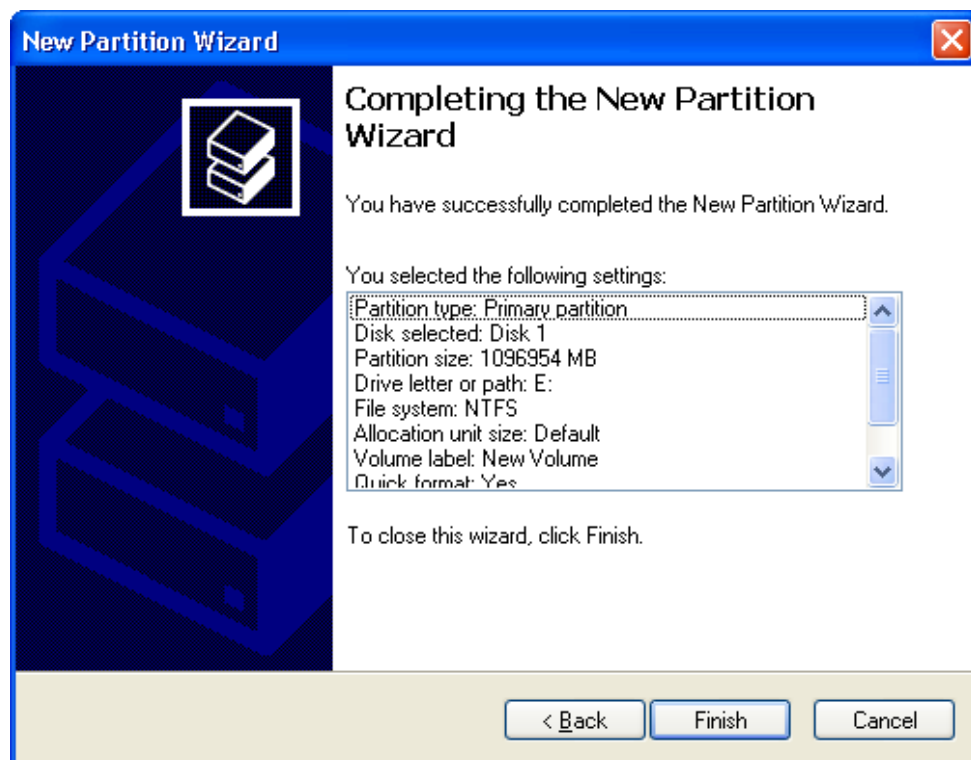 New Partition Wizard
Completing the New Partition
Wizard
You have successfully completed the New Partition Wizard.
You selected the following settings:
Partition type: Primary partition
Disk selected: Disk 1
Partition size: 1096954 MB
Drive letter or path: E:
File system: NTFS
Allocation unit size: Default
Volume label: New Volume
Quick format: Yes
To close this wizard, click Finish.
< Back
Finish
Cancel